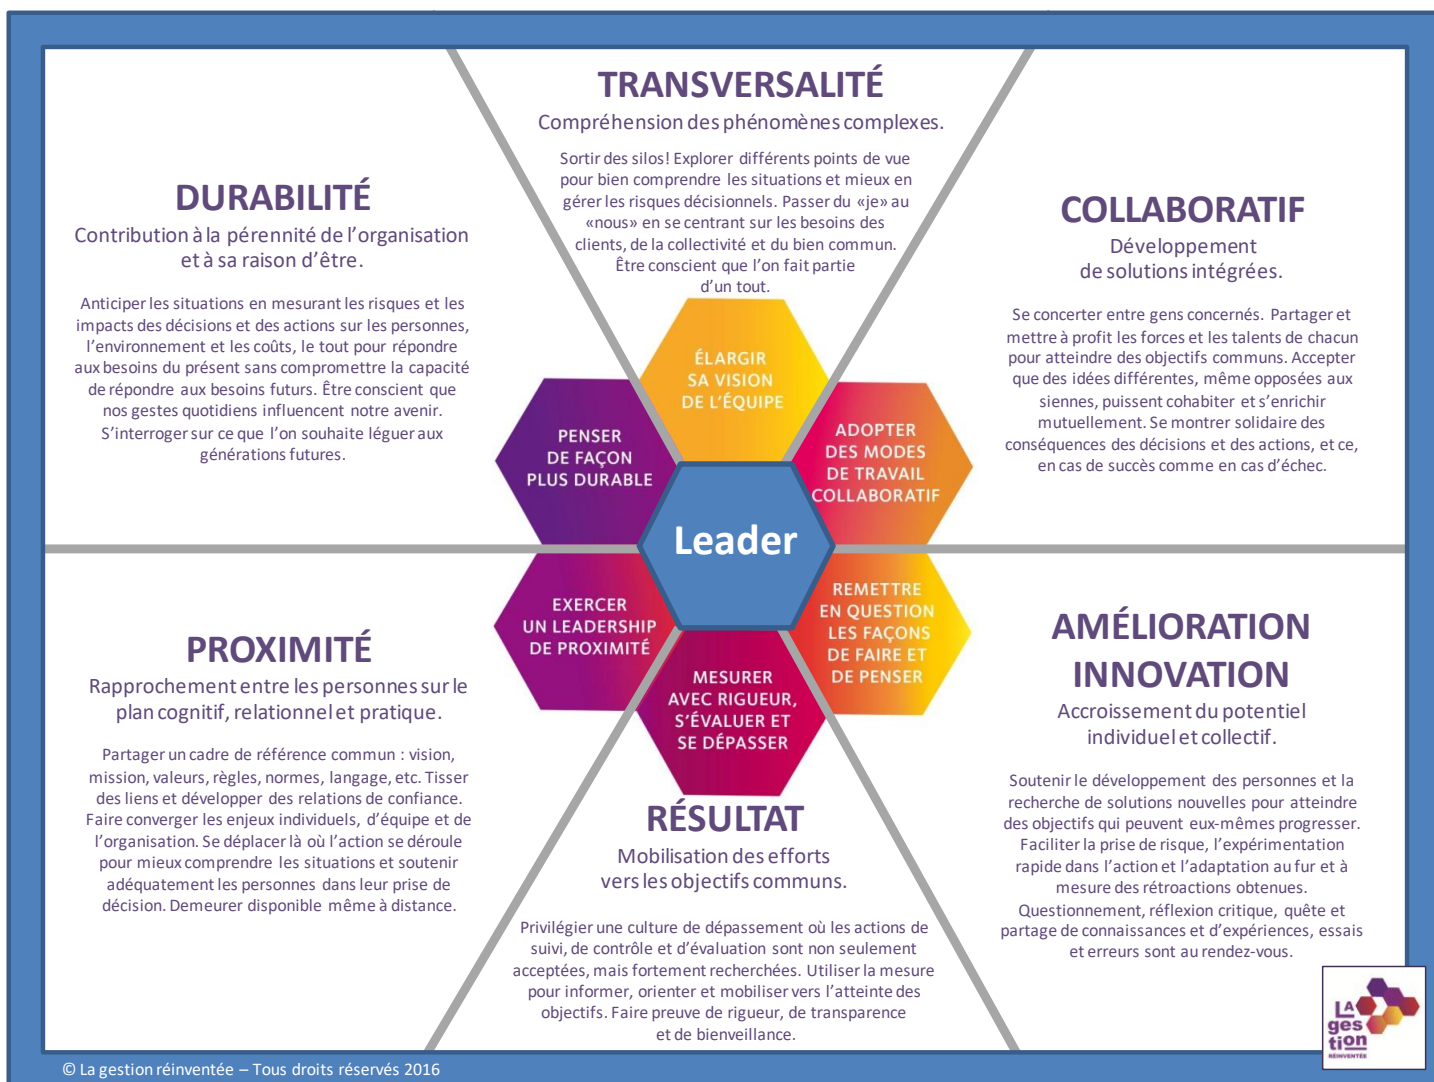 TRANSVERSALITÉ
Compréhension des phénomènes complexes.
Sortir des silos! Explorer différents points de vue
pour bien comprendre les situations et mieux en
gérer les risques décisionnels. Passer du «je» au
«nous» en se centrant sur les besoins des
clients, de la collectivité et du bien commun.
Être conscient que l’on fait partie
d’un tout.
DURABILITÉ
Contribution à la pérennité de l’organisation
et à sa raison d’être.
Anticiper les situations en mesurant les risques et les
impacts des décisions et des actions sur les personnes,
l’environnement et les coûts, le tout pour répondre
aux besoins du présent sans compromettre la capacité
de répondre aux besoins futurs. Être conscient que
nos gestes quotidiens influencent notre avenir.
S’interroger sur ce que l’on souhaite léguer aux
générations futures.
COLLABORATIF
Développement
de solutions intégrées.
Se concerter entre gens concernés. Partager et
mettre à profit les forces et les talents de chacun
pour atteindre des objectifs communs. Accepter
que des idées différentes, même opposées aux
siennes, puissent cohabiter et s’enrichir
mutuellement. Se montrer solidaire des
conséquences des décisions et des actions, et ce,
en cas de succès comme en cas d’échec.
ÉLARGIR
SA VISION
DE L’ÉQUIPE
PENSER
DE FAÇON
PLUS DURABLE
ADOPTER
DES MODES
DE TRAVAIL
COLLABORATIF
Leader
EXERCER
UN LEADERSHIP
DE PROXIMITÉ
REMETTRE
EN QUESTION
LES FAÇONS
DE FAIRE ET
DE PENSER
MESURER
AVEC RIGUEUR,
S’ÉVALUER ET
SE DÉPASSER
PROXIMITÉ
Rapprochement entre les personnes sur le
plan cognitif, relationnel et pratique.
Partager un cadre de référence commun : vision,
mission, valeurs, règles, normes, langage, etc. Tisser
des liens et développer des relations de confiance.
Faire converger les enjeux individuels, d’équipe et de
l’organisation. Se déplacer là où l’action se déroule
pour mieux comprendre les situations et soutenir
adéquatement les personnes dans leur prise de
décision. Demeurer disponible même à distance.
RÉSULTAT
Mobilisation des efforts
vers les objectifs communs.
Privilégier une culture de dépassement où les actions de
suivi, de contrôle et d’évaluation sont non seulement
acceptées, mais fortement recherchées. Utiliser la mesure
pour informer, orienter et mobiliser vers l’atteinte des
objectifs. Faire preuve de rigueur, de transparence
et de bienveillance.
AMÉLIORATION
INNOVATION
Accroissement du potentiel
individuel et collectif.
Soutenir le développement des personnes et la
recherche de solutions nouvelles pour atteindre
des objectifs qui peuvent eux-mêmes progresser.
Faciliter la prise de risque, l’expérimentation
rapide dans l’action et l’adaptation au fur et à
mesure des rétroactions obtenues.
Questionnement, réflexion critique, quête et
partage de connaissances et d’expériences, essais
et erreurs sont au rendez-vous.
LA
ges
tion
RÉINVENTÉE
© La gestion réinventée – Tous droits réservés 2016